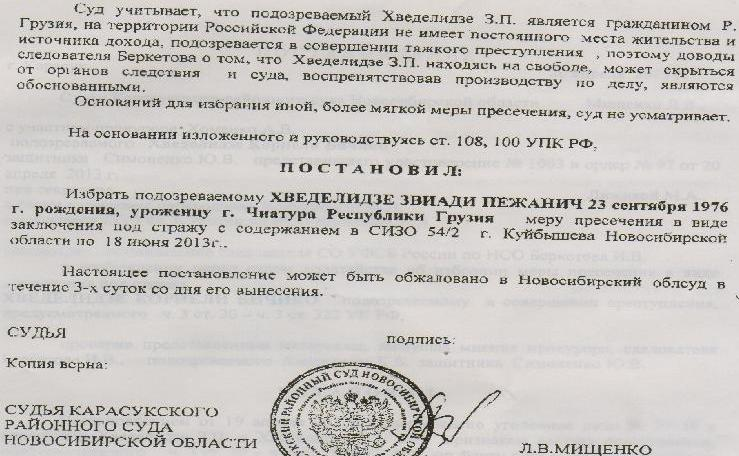 Суд учитывает, что подозреваемый Хведелидзе З.П. является гражданином Р.
Грузия, на территории Российской Федерации не имеет постоянного места жительства и
источника дохода, подозревается в совершении тяжкого преступления , поэтому доводы
следователя Беркетова о том, что Хведелидзе З.П. находясь на свободе, может скрыться
от органов следствия и суда, воспрепятствовав производству по делу, являются
обоснованными.
Оснований для избрания иной, более мягкой меры пресечения, суд не усматривает.
На основании изложенного и руководствуясь ст. 108, 100 УПК РФ,
ПОСТАНОВИЛ:
Избрать подозреваемому ХВЕДЕЛИДЗЕ ЗВИАДИ ПЕЖАНИЧ 23 сентября 1976
г. рождения, уроженцу г. Чиатура Республики Грузия меру пресечения в виде
заключения под стражу с содержанием в СИЗО 54/2 г. Куйбышева Новосибирской
области по 18 июня 2013г..
Настоящее постановление может быть обжаловано в Новосибирский облсуд в
течение 3-х суток со дня его вынесения.
СУДЬЯ подпись:
Копия верна:
СУДЬЯ КАРАСУКСКОГО
РАЙОННОГО СУДА
НОВОСИБИРСКОЙ ОБЛАСТИ Л.В.МИЩЕНКО
РАЙОННЫЙ СУД НОВОСИБИРСКОЙ